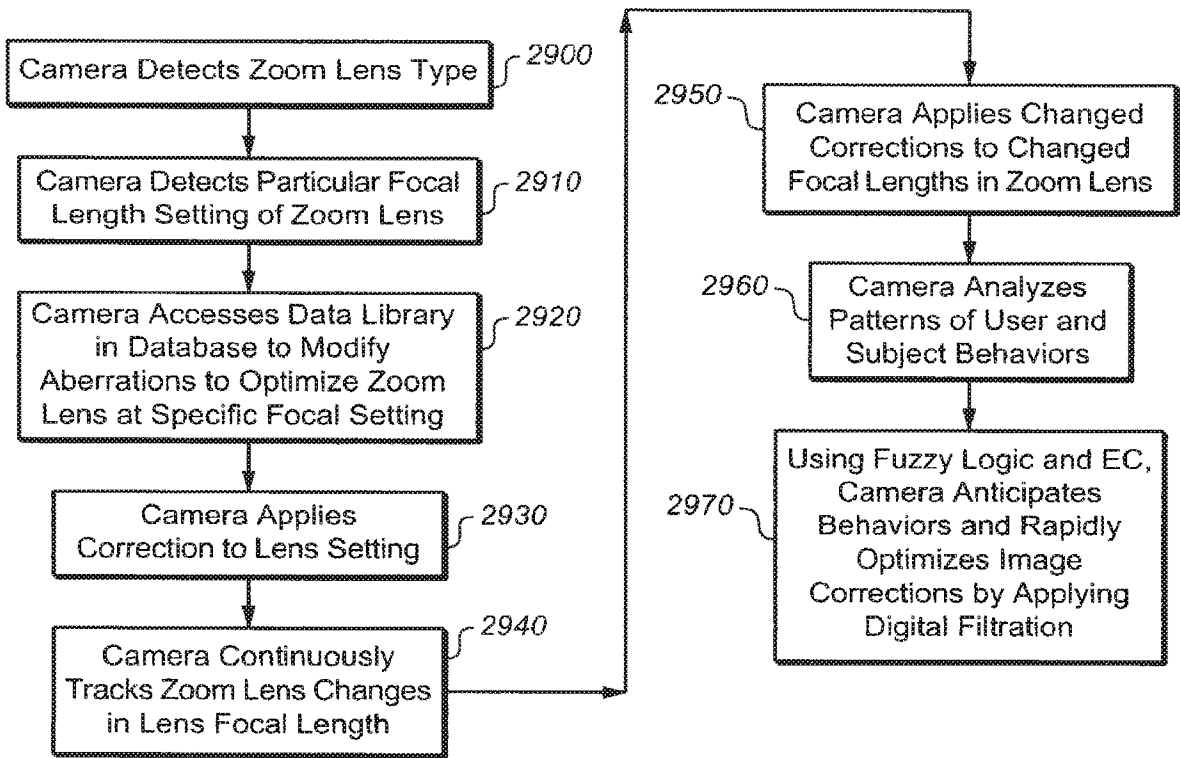 Camera Detects Zoom Lens Type
2900
Camera Detects Particular Focal
Length Setting of Zoom Lens
2910
Camera Accesses Data Library
in Database to Modify
Aberrations to Optimize Zoom
Lens at Specific Focal Setting
2920
Camera Applies
Correction to Lens Setting
2930
Camera Continuously
Tracks Zoom Lens Changes
in Lens Focal Length
2940
2950
Camera Applies Changed
Corrections to Changed
Focal Lengths in Zoom Lens
2960
Camera Analyzes
Patterns of User and
Subject Behaviors
2970
Using Fuzzy Logic and EC,
Camera Anticipates
Behaviors and Rapidly
Optimizes Image
Corrections by Applying
Digital Filtration